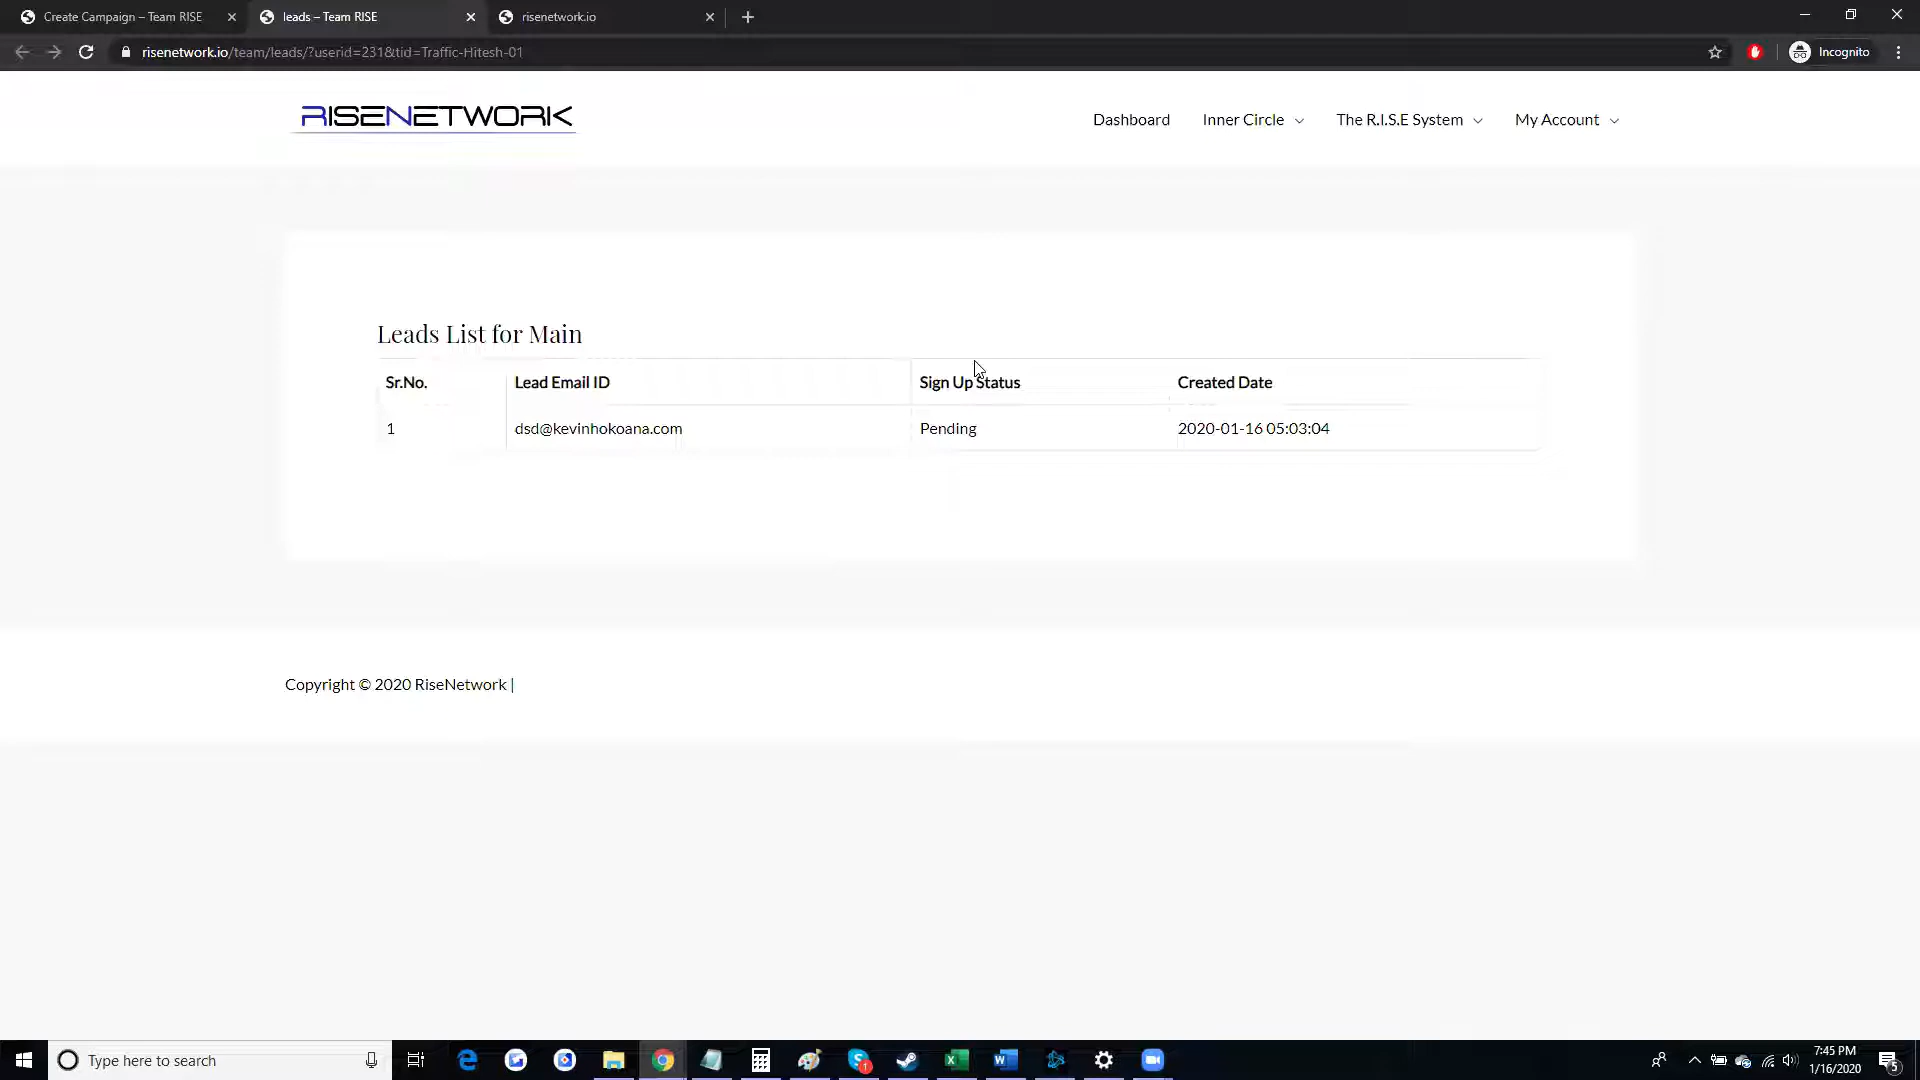 Create Campaign – Team RISE
leads – Team RISE
risenetwork.io
risenetwork.io/team/leads/?userid=231&tid=Traffic-Hitesh-01
Incognito
RISENETWORK
Dashboard
Inner Circle
The R.I.S.E System
My Account
Leads List for Main
Sr.No. Lead Email ID Sign Up Status Created Date
1 dsd@kevinhokoana.com Pending 2020-01-16 05:03:04
Copyright © 2020 RiseNetwork |
Type here to search
1
7:45 PM
1/16/2020
5